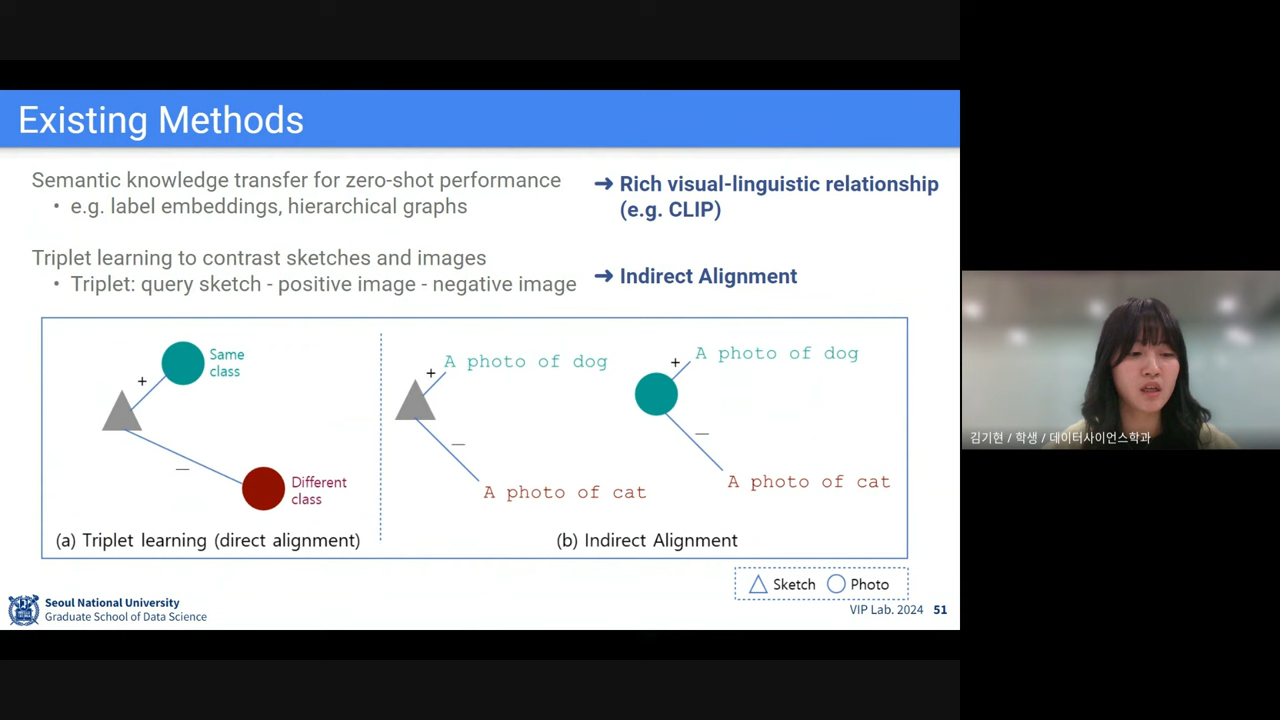 Existing Methods
Semantic knowledge transfer for zero-shot performance
• e.g. label embeddings, hierarchical graphs
➔ Rich visual-linguistic relationship
(e.g. CLIP)
Triplet learning to contrast sketches and images
• Triplet: query sketch - positive image - negative image
➔ Indirect Alignment
+
Same
class
—
Different
class
(a) Triplet learning (direct alignment)
+
A photo of dog
—
A photo of cat
+
A photo of dog
—
A photo of cat
(b) Indirect Alignment
Sketch
Photo
Seoul National University
Graduate School of Data Science
VIP Lab. 2024 51
김기현 / 학생 / 데이터사이언스학과